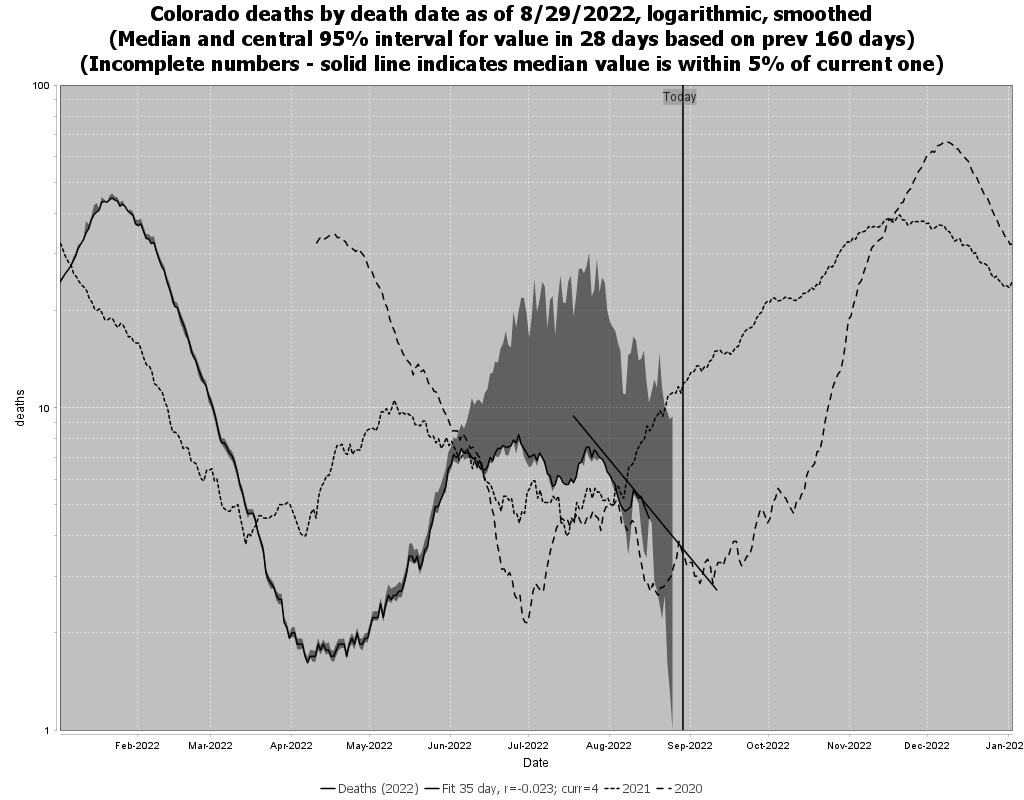 Colorado deaths by death date as of 8/29/2022, logarithmic, smoothed
(Median and central 95% interval for value in 28 days based on prev 160 days)
(Incomplete numbers - solid line indicates median value is within 5% of current one)
100
Today
10
deaths
1
Feb-2022 Mar-2022 Apr-2022 May-2022 Jun-2022 Jul-2022 Aug-2022 Sep-2022 Oct-2022 Nov-2022 Dec-2022 Jan-202
Date
Deaths (2022) Fit 35 day, r=-0.023; curr=4 2021 2020